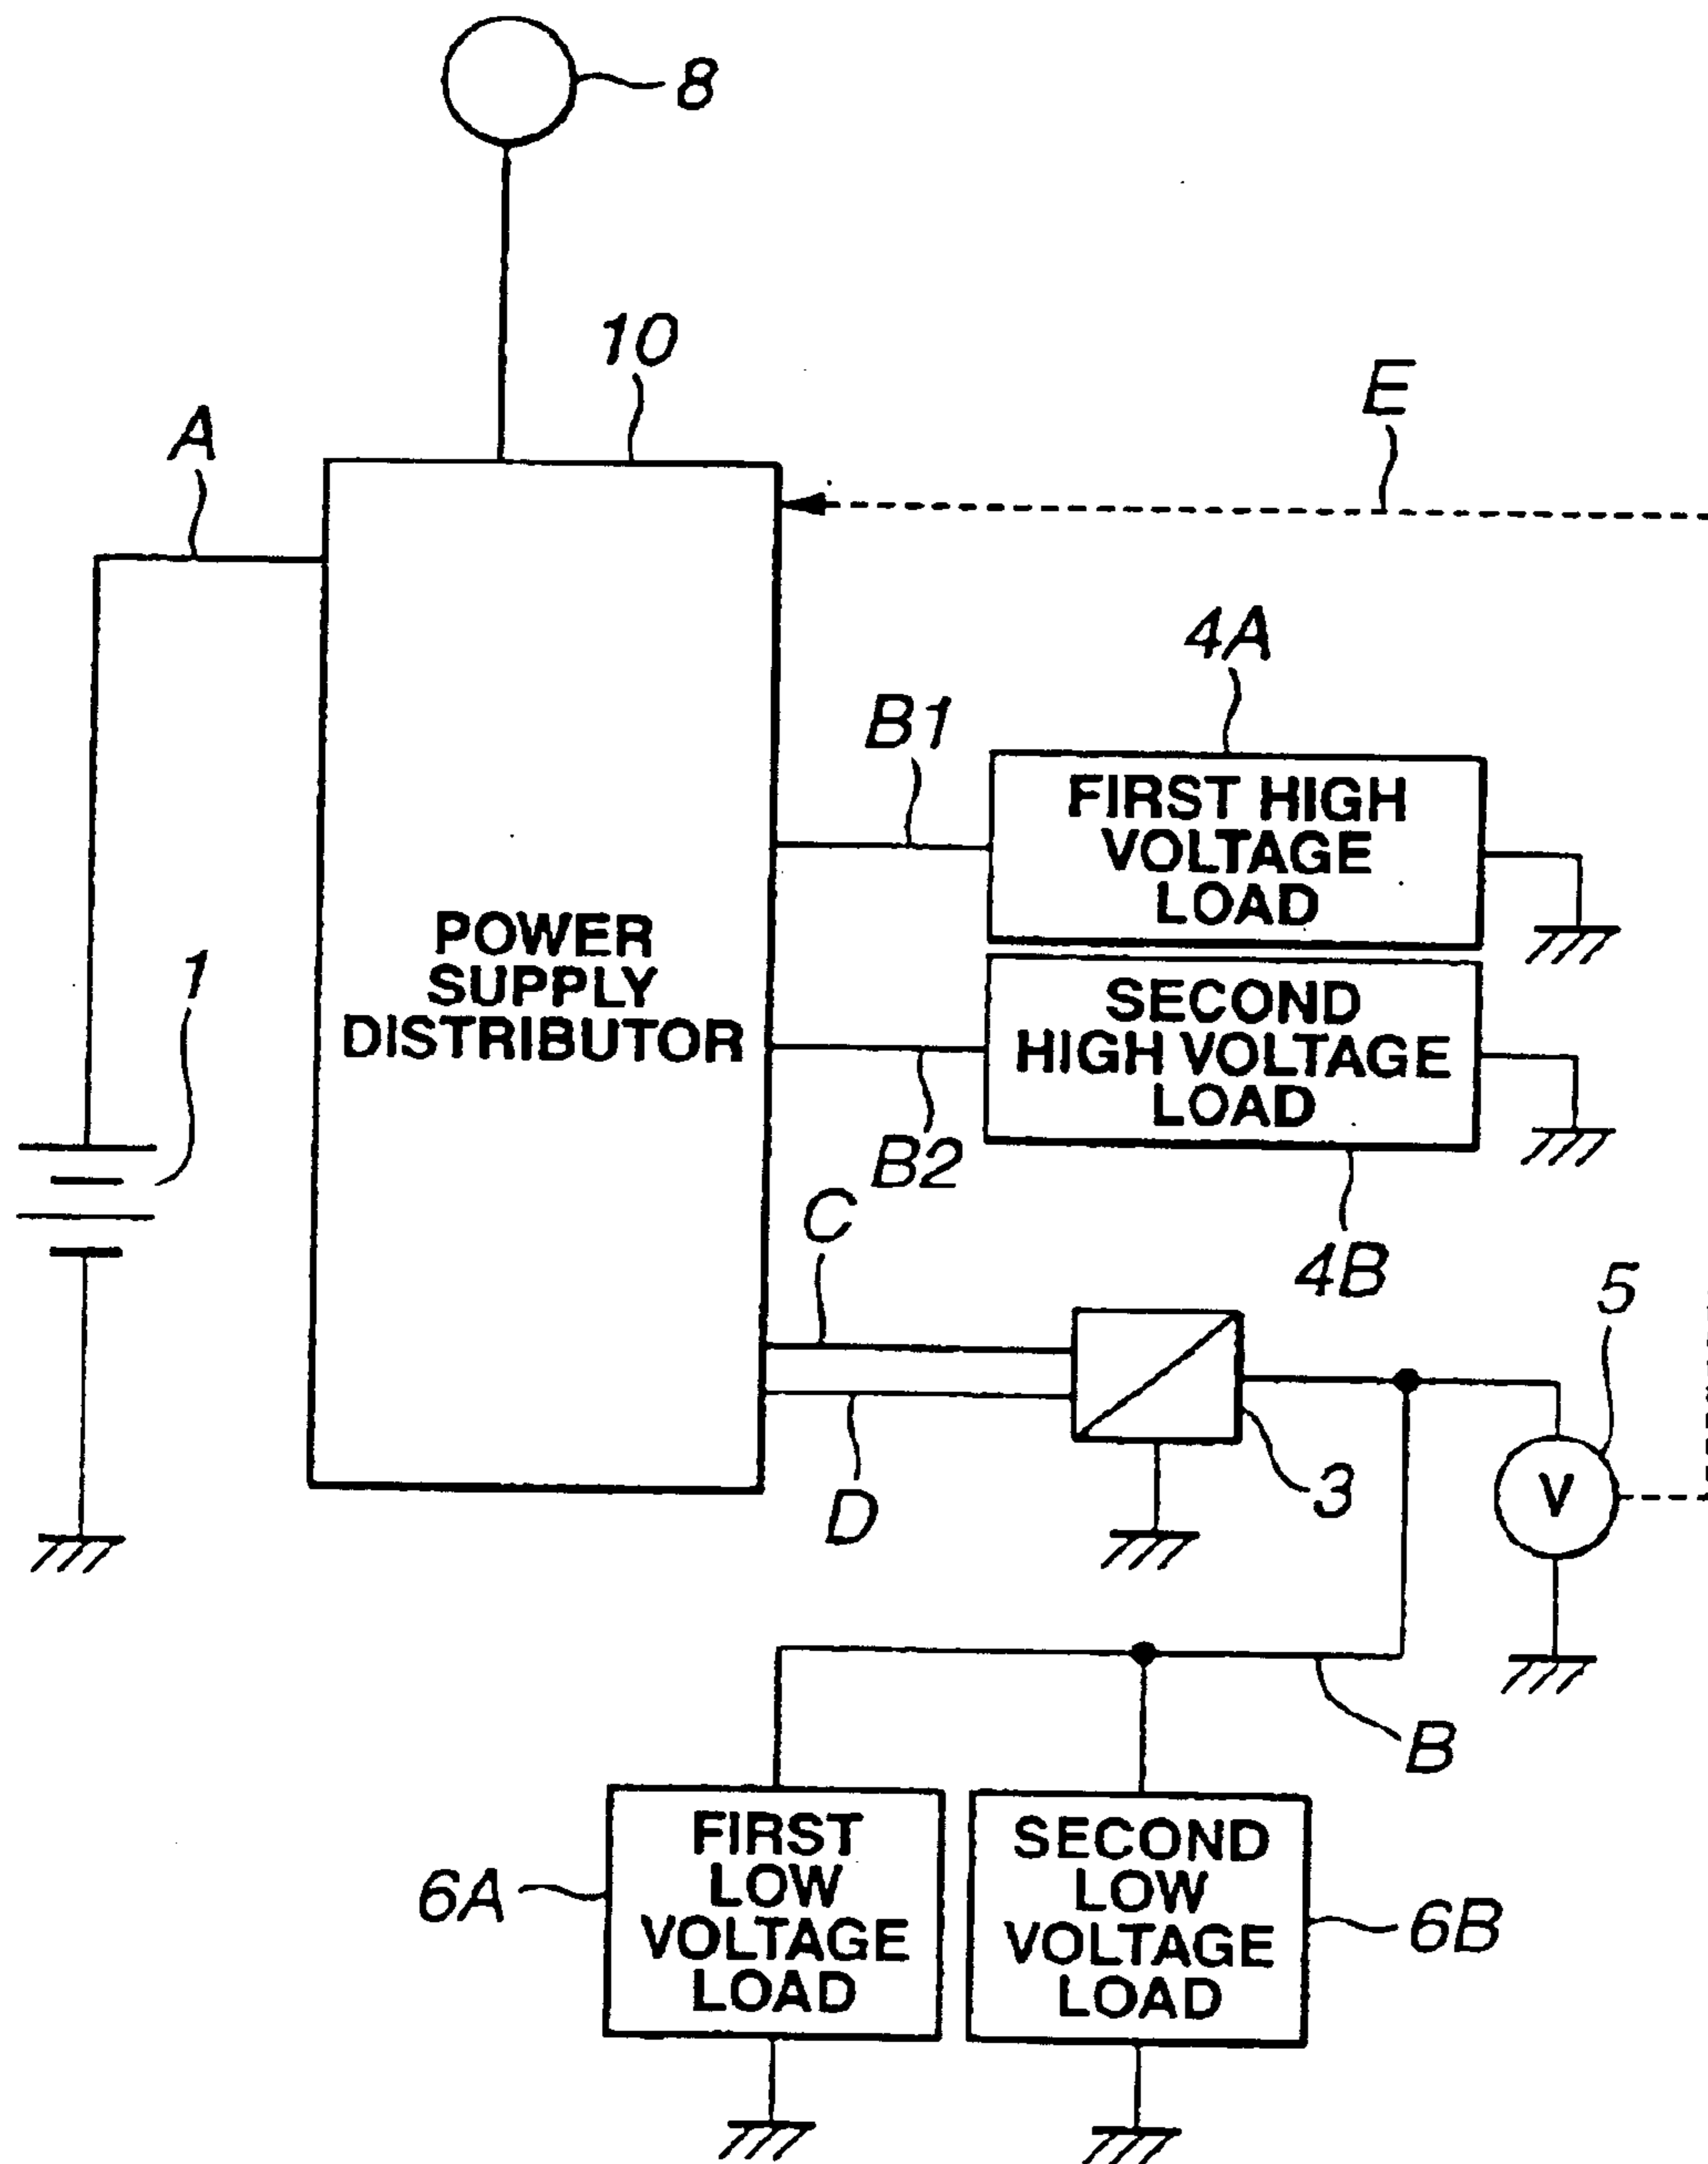 8
10
A
E
4A
B1
FIRST HIGH
VOLTAGE
LOAD
POWER
SUPPLY
DISTRIBUTOR
1
SECOND
HIGH VOLTAGE
LOAD
B2
4B
C
5
3
V
D
B
FIRST
LOW
VOLTAGE
LOAD
6A
SECOND
LOW
VOLTAGE
LOAD
6B